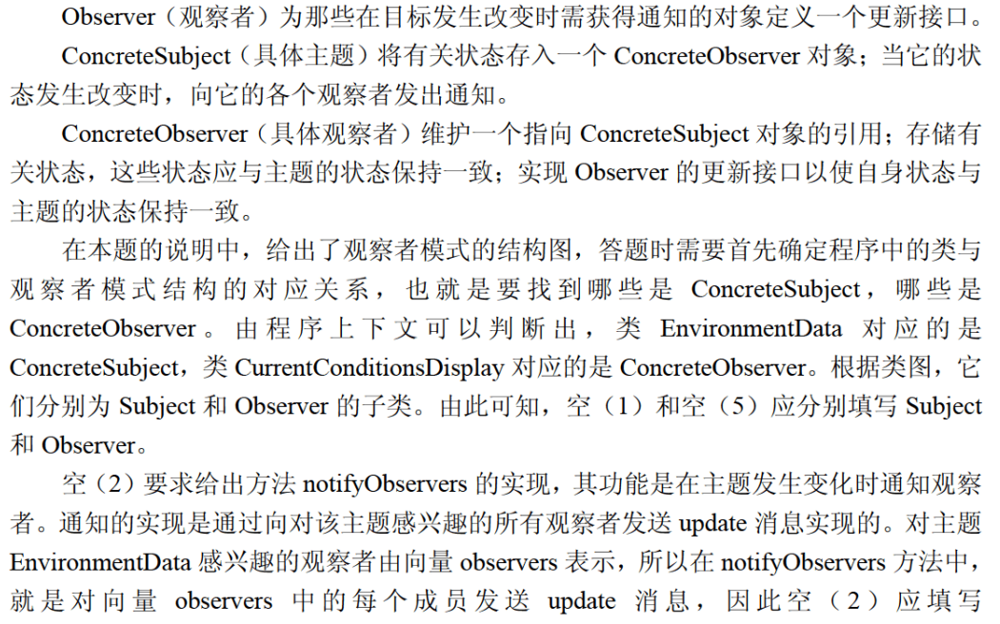 Observer（观察者）为那些在目标发生改变时需获得通知的对象定义一个更新接口。
ConcreteSubject（具体主题）将有关状态存入一个 ConcreteObserver 对象；当它的状
态发生改变时，向它的各个观察者发出通知。
ConcreteObserver（具体观察者）维护一个指向 ConcreteSubject 对象的引用；存储有
关状态，这些状态应与主题的状态保持一致；实现 Observer 的更新接口以使自身状态与
主题的状态保持一致。
在本题的说明中，给出了观察者模式的结构图，答题时需要首先确定程序中的类与
观察者模式结构的对应关系，也就是要找到哪些是 ConcreteSubject，哪些是
ConcreteObserver。由程序上下文可以判断出，类 EnvironmentData 对应的是
ConcreteSubject，类 CurrentConditionsDisplay 对应的是 ConcreteObserver。根据类图，它
们分别为 Subject 和 Observer 的子类。由此可知，空（1）和空（5）应分别填写 Subject
和 Observer。
空（2）要求给出方法 notifyObservers 的实现，其功能是在主题发生变化时通知观察
者。通知的实现是通过向对该主题感兴趣的所有观察者发送 update 消息实现的。对主题
EnvironmentData 感兴趣的观察者由向量 observers 表示，所以在 notifyObservers 方法中，
就是对向量 observers 中的每个成员发送 update 消息，因此空（2）应填写